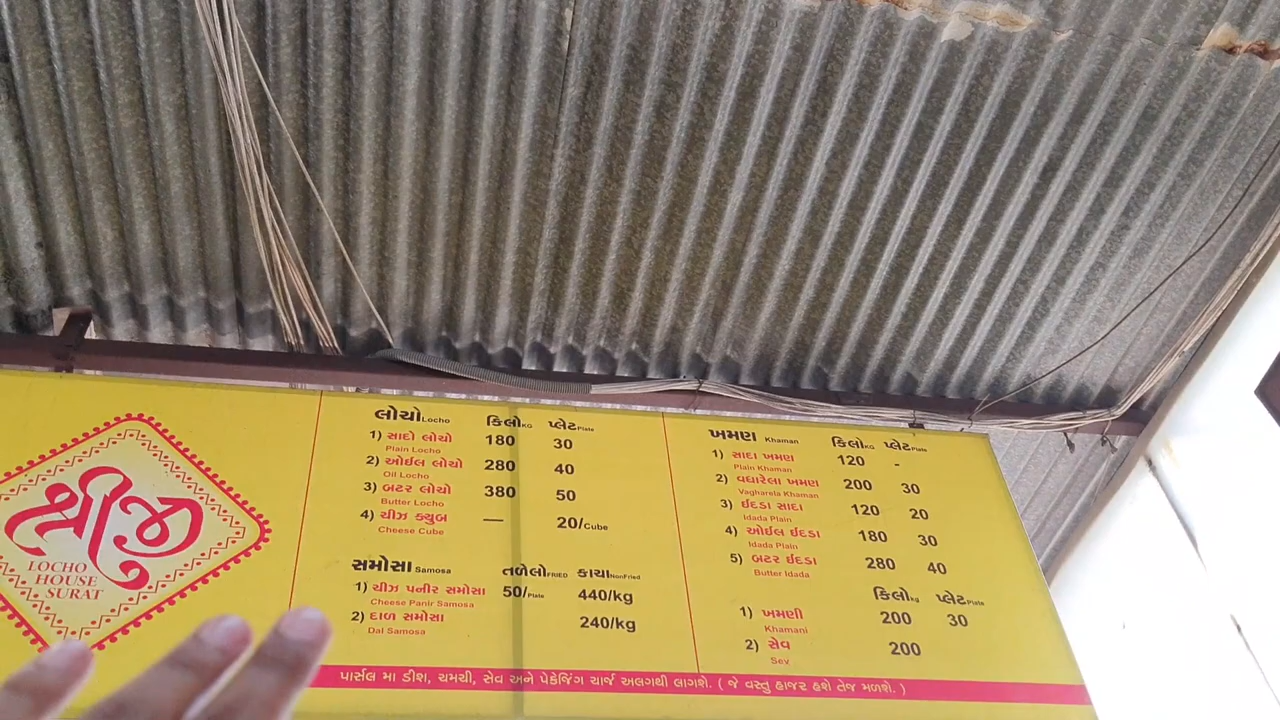 શ્રીજી
LOCHO
HOUSE
SURAT
લોચો Locho કિલો KG પ્લેટ Plate
1) સાદો લોચો 180 30
Plain Locho
2) ઓઈલ લોચો 280 40
Oil Locho
3) બટર લોચો 380 50
Butter Locho
4) ચીઝ ક્યુબ — 20/Cube
Cheese Cube
સમોસા Samosa તળેલો FRIED કાચા NonFried
1) ચીઝ પનીર સમોસા 50/Plate 440/kg
Cheese Panir Samosa
2) દાળ સમોસા 240/kg
Dal Samosa
ખમણ Khaman કિલો KG પ્લેટ Plate
1) સાદા ખમણ 120 -
Plain Khaman
2) વઘારેલા ખમણ 200 30
Vagharela Khaman
3) ઈદડા સાદા 120 20
Idada Plain
4) ઓઈલ ઈદડા 180 30
Idada Plain
5) બટર ઈદડા 280 40
Butter Idada
કિલો kg પ્લેટ Plate
1) ખમણી 200 30
Khamani
2) સેવ 200
Sev
પાર્સલ મા ડીશ, ચમચી, સેવ અને પેકેજિંગ ચાર્જ અલગથી લાગશે. ( જે વસ્તુ હાજર હશે તેજ મળશે. )